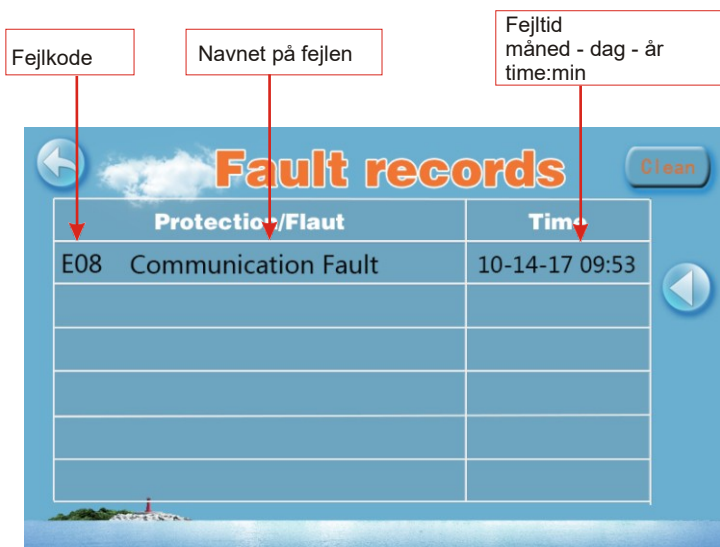 Fejlkode
Navnet på fejlen
Fejltid
måned - dag - år
time:min
Fault records
Clean
Protection/Flaut
Time
E08 Communication Fault
10-14-17 09:53